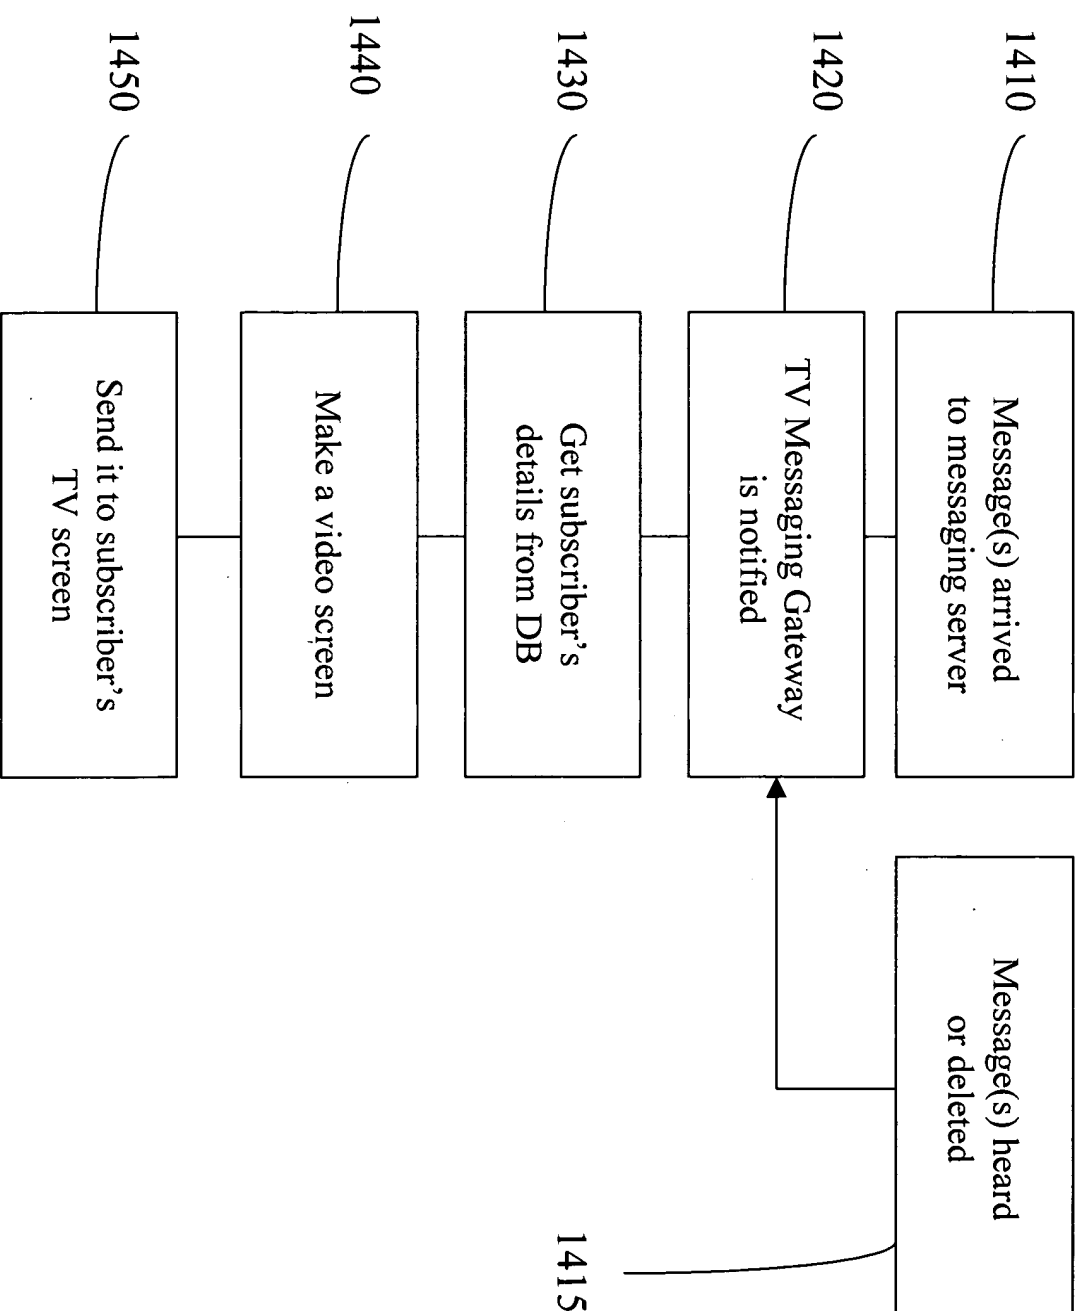 1410
Message(s) arrived
to messaging server
Message(s) heard
or deleted
1415
1420
TV Messaging Gateway
is notified
1430
Get subscriber's
details from DB
1440
Make a video screen
1450
Send it to subscriber's
TV screen